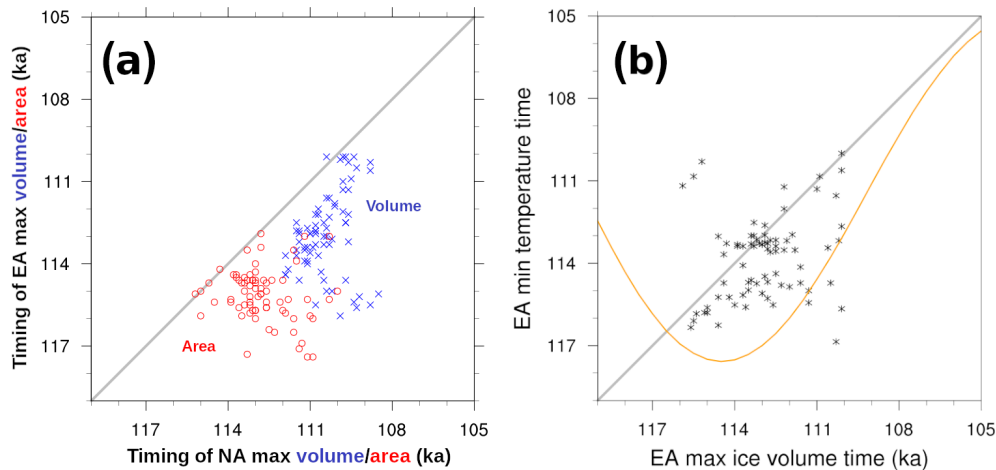 (a)
Timing of EA max volume/area (ka)
105
108
111
114
117
Volume
Area
117
114
111
108
105
Timing of NA max volume/area (ka)
(b)
EA min temperature time
105
108
111
114
117
117
114
111
108
105
EA max ice volume time (ka)